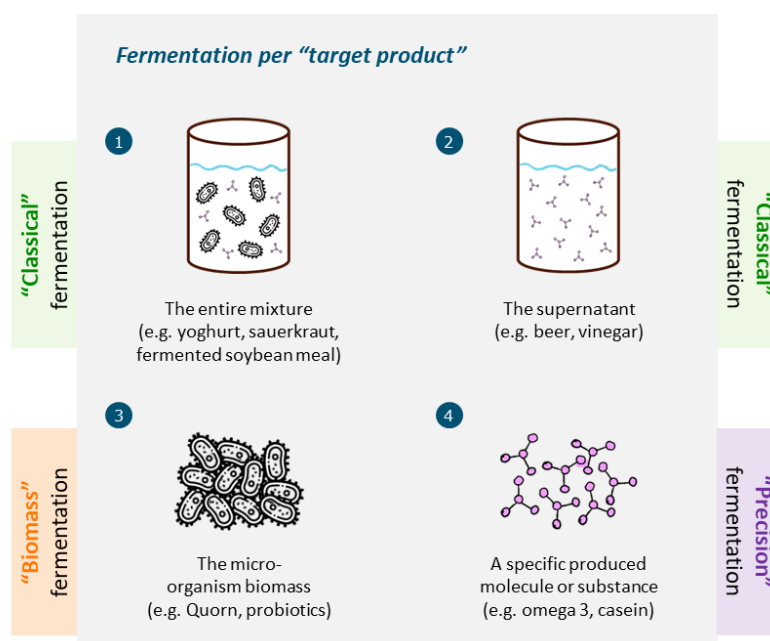 Fermentation per “target product”
1
2
“Classical”
fermentation
“Classical”
fermentation
The entire mixture
(e.g. yoghurt, sauerkraut,
fermented soybean meal)
The supernatant
(e.g. beer, vinegar)
3
4
“Biomass”
fermentation
“Precision”
fermentation
The micro-
organism biomass
(e.g. Quorn, probiotics)
A specific produced
molecule or substance
(e.g. omega 3, casein)